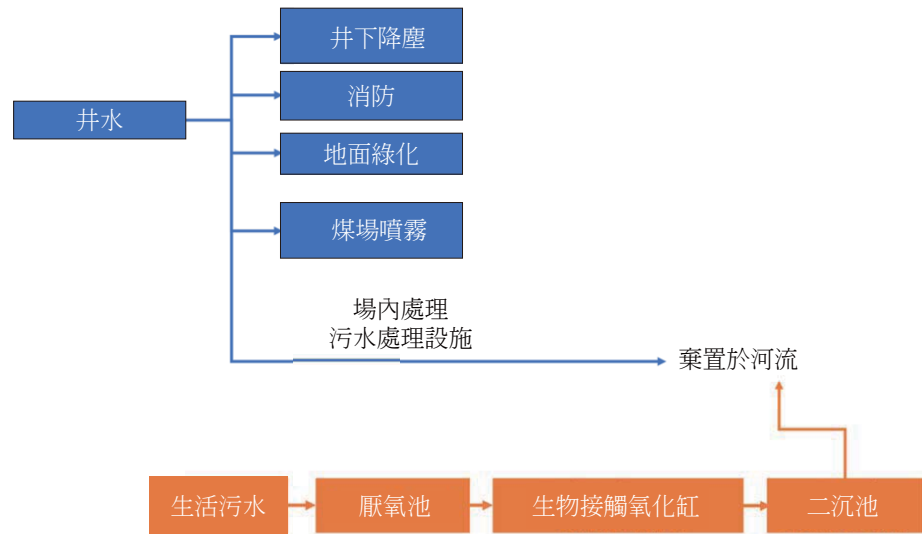 井下降塵
消防
井水
地面綠化
煤場噴霧
場內處理
污水處理設施
棄置於河流
生活污水
厭氧池
生物接觸氧化缸
二沉池